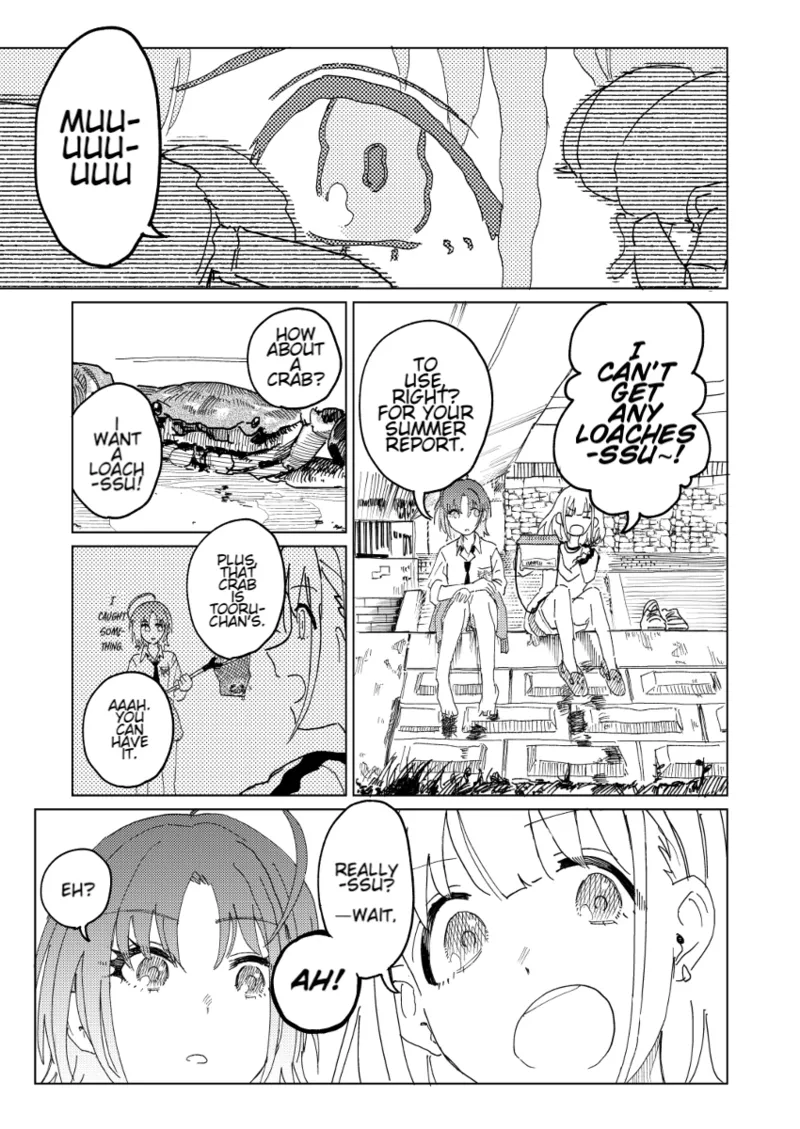 MUU-
UUU-
UUU
I
CAN'T
GET
ANY
LOACHES
-SSU~!
TO
USE,
RIGHT?
FOR YOUR
SUMMER
REPORT.
HOW
ABOUT
A
CRAB?
I
WANT
A
LOACH
-SSU!
PLUS,
THAT
CRAB
IS
TOORU-
CHAN'S.
I
CAUGHT
SOME-
THING.
AAAH.
YOU
CAN
HAVE
IT.
REALLY
-SSU?
—WAIT.
AH!
EH?